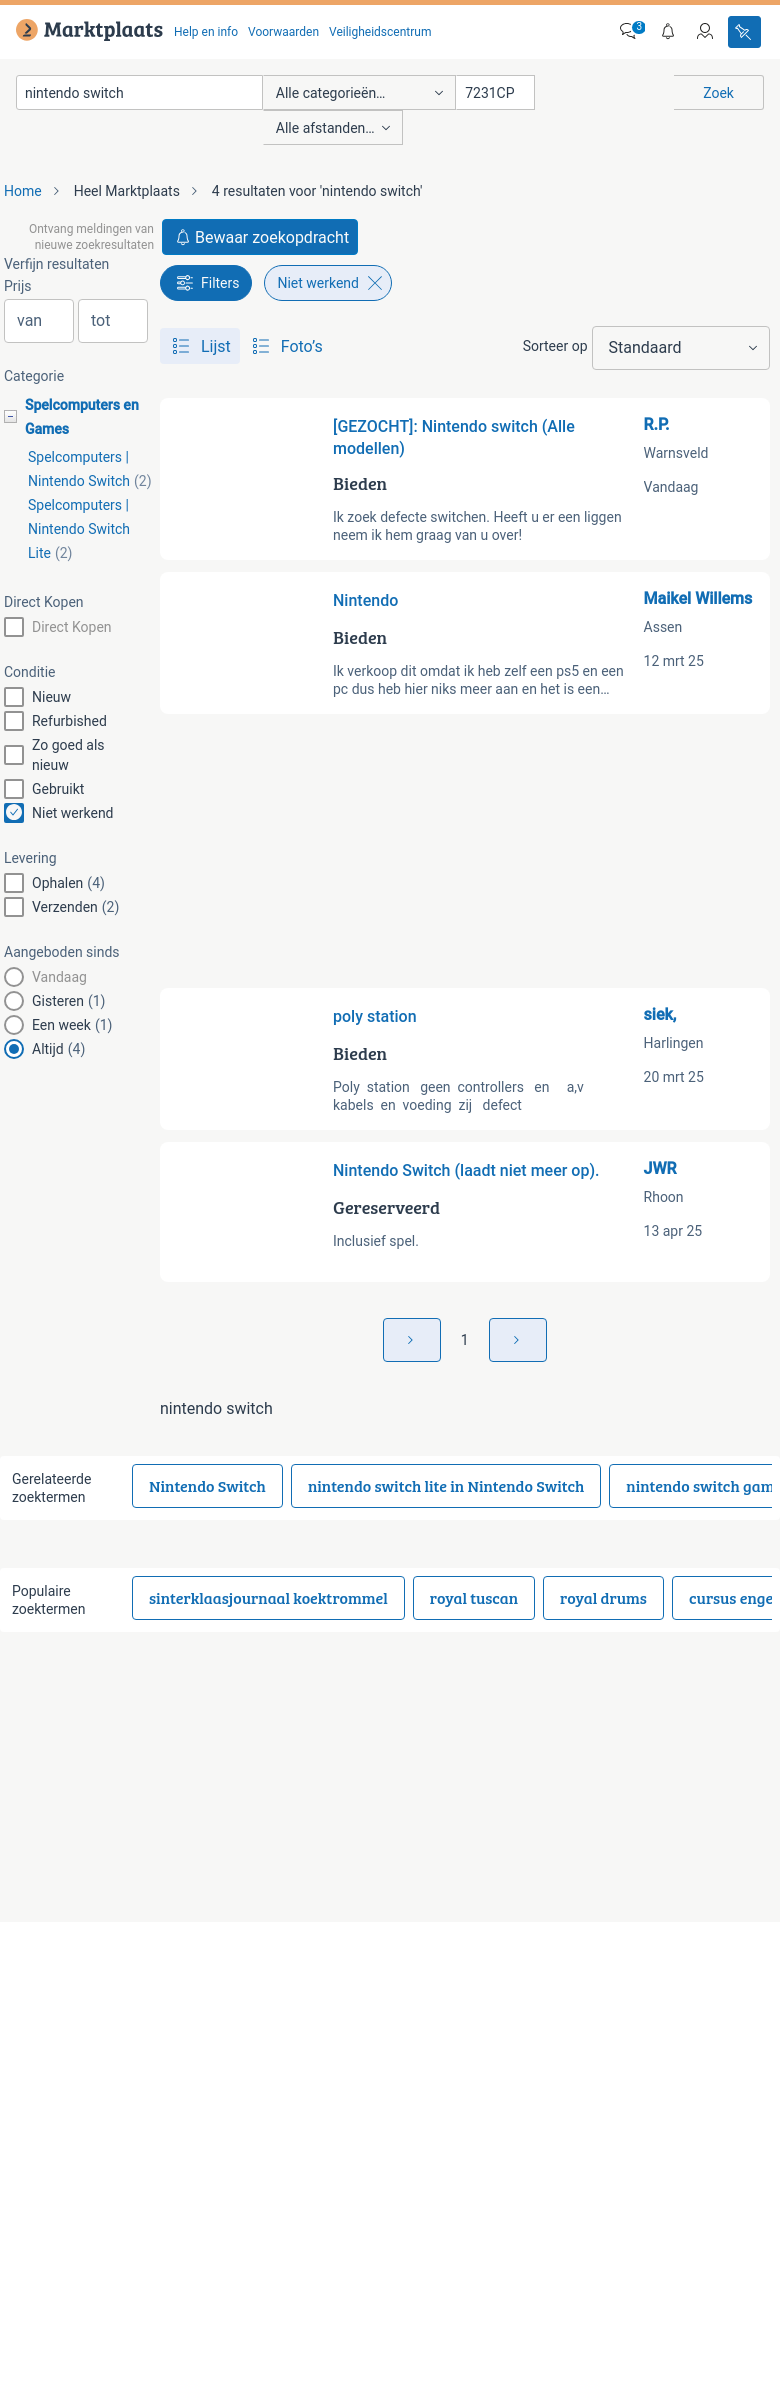 Marktplaats Help en info Voorwaarden Veiligheidscentrum 3
nintendo switch Alle categorieën… 7231CP Zoek
Alle afstanden…
Home Heel Marktplaats 4 resultaten voor 'nintendo switch'
Ontvang meldingen van
nieuwe zoekresultaten
Bewaar zoekopdracht
Verfijn resultaten
Prijs
van tot
Categorie
Spelcomputers en
Games
Spelcomputers |
Nintendo Switch (2)
Spelcomputers |
Nintendo Switch
Lite (2)
Direct Kopen
Direct Kopen
Conditie
Nieuw
Refurbished
Zo goed als
nieuw
Gebruikt
Niet werkend
Levering
Ophalen (4)
Verzenden (2)
Aangeboden sinds
Vandaag
Gisteren (1)
Een week (1)
Altijd (4)
Filters Niet werkend
Lijst Foto's Sorteer op Standaard
[GEZOCHT]: Nintendo switch (Alle
modellen)
Bieden
Ik zoek defecte switchen. Heeft u er een liggen
neem ik hem graag van u over!
R.P.
Warnsveld
Vandaag
Nintendo
Bieden
Ik verkoop dit omdat ik heb zelf een ps5 en een
pc dus heb hier niks meer aan en het is een…
Maikel Willems
Assen
12 mrt 25
poly station
Bieden
Poly station geen controllers en a,v
kabels en voeding zij defect
siek,
Harlingen
20 mrt 25
Nintendo Switch (laadt niet meer op).
Gereserveerd
Inclusief spel.
JWR
Rhoon
13 apr 25
1
nintendo switch
Gerelateerde
zoektermen
Nintendo Switch nintendo switch lite in Nintendo Switch nintendo switch gam
Populaire
zoektermen
sinterklaasjournaal koektrommel royal tuscan royal drums cursus enge